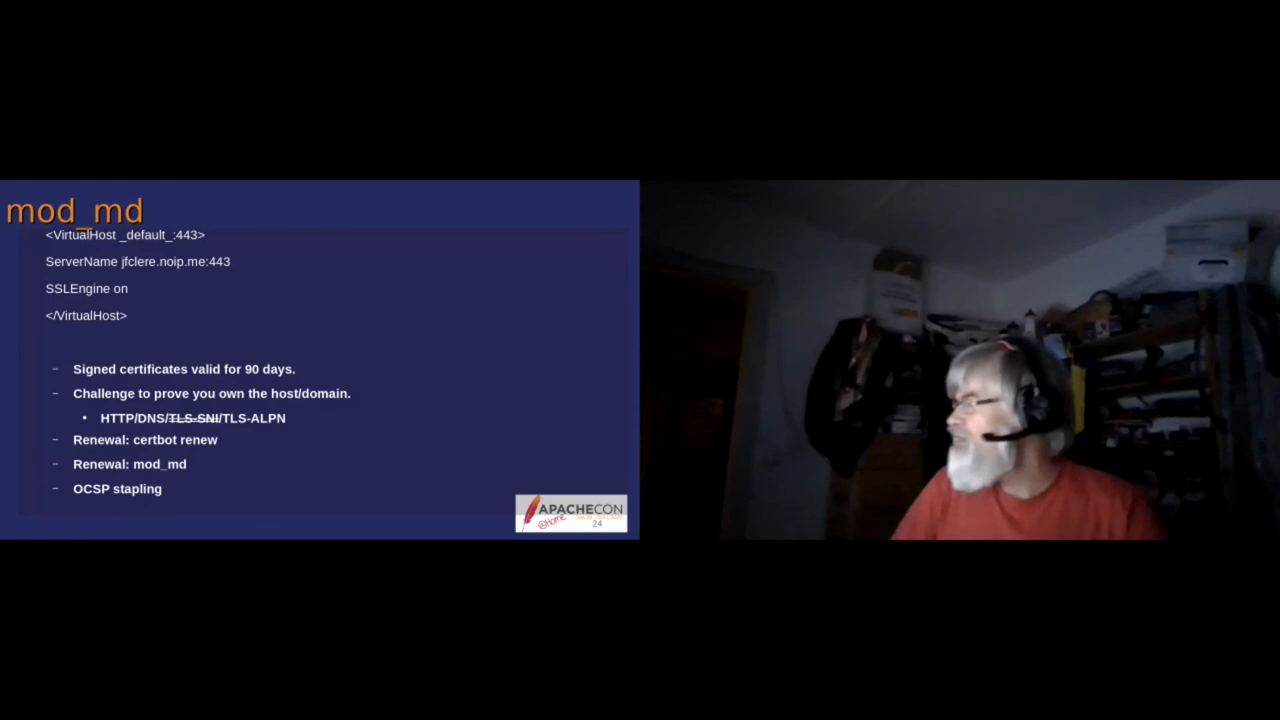 mod_md
<VirtualHost _default_:443>
ServerName jfclere.noip.me:443
SSLEngine on
</VirtualHost>
– Signed certificates valid for 90 days.
– Challenge to prove you own the host/domain.
• HTTP/DNS/TLS-SNI/TLS-ALPN
– Renewal: certbot renew
– Renewal: mod_md
– OCSP stapling
APACHECON
@Home
24